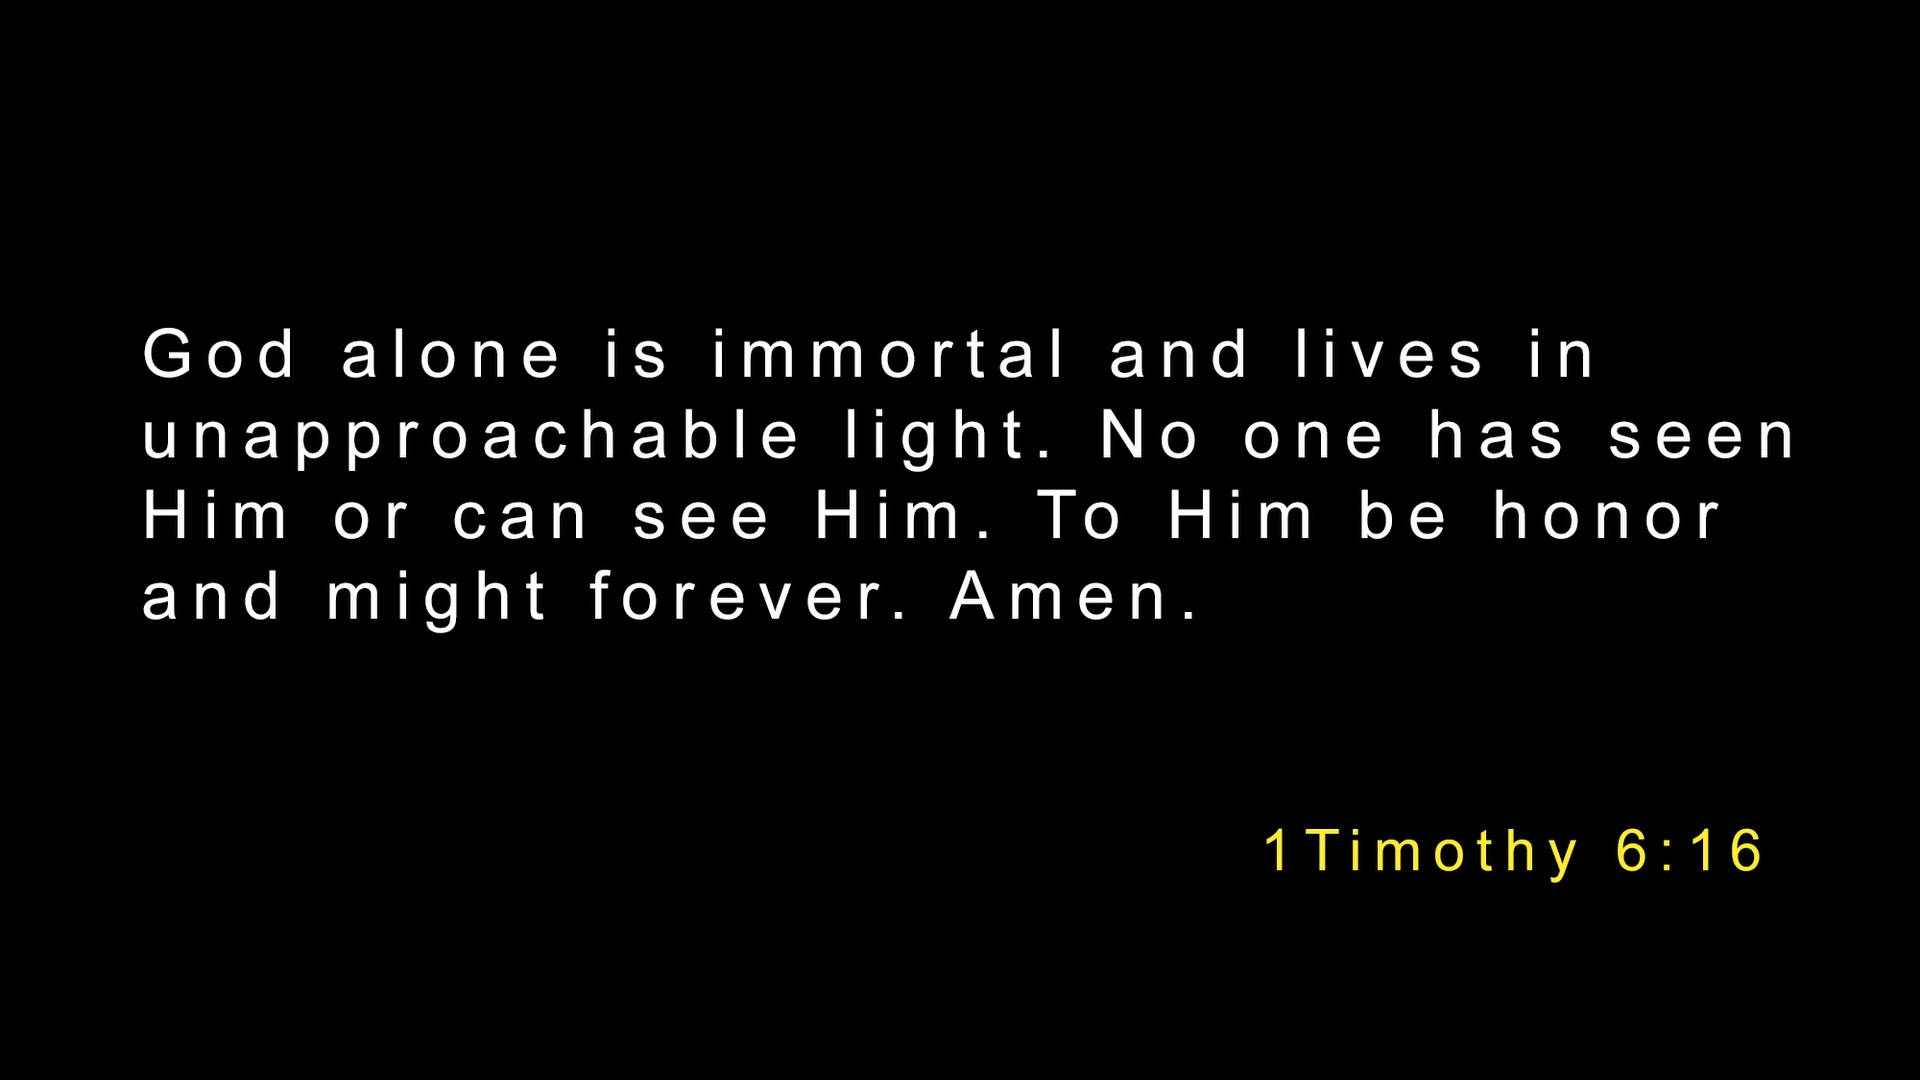 God alone is immortal and lives in
unapproachable light. No one has seen
Him or can see Him. To Him be honor
and might forever. Amen.
1Timothy 6:16